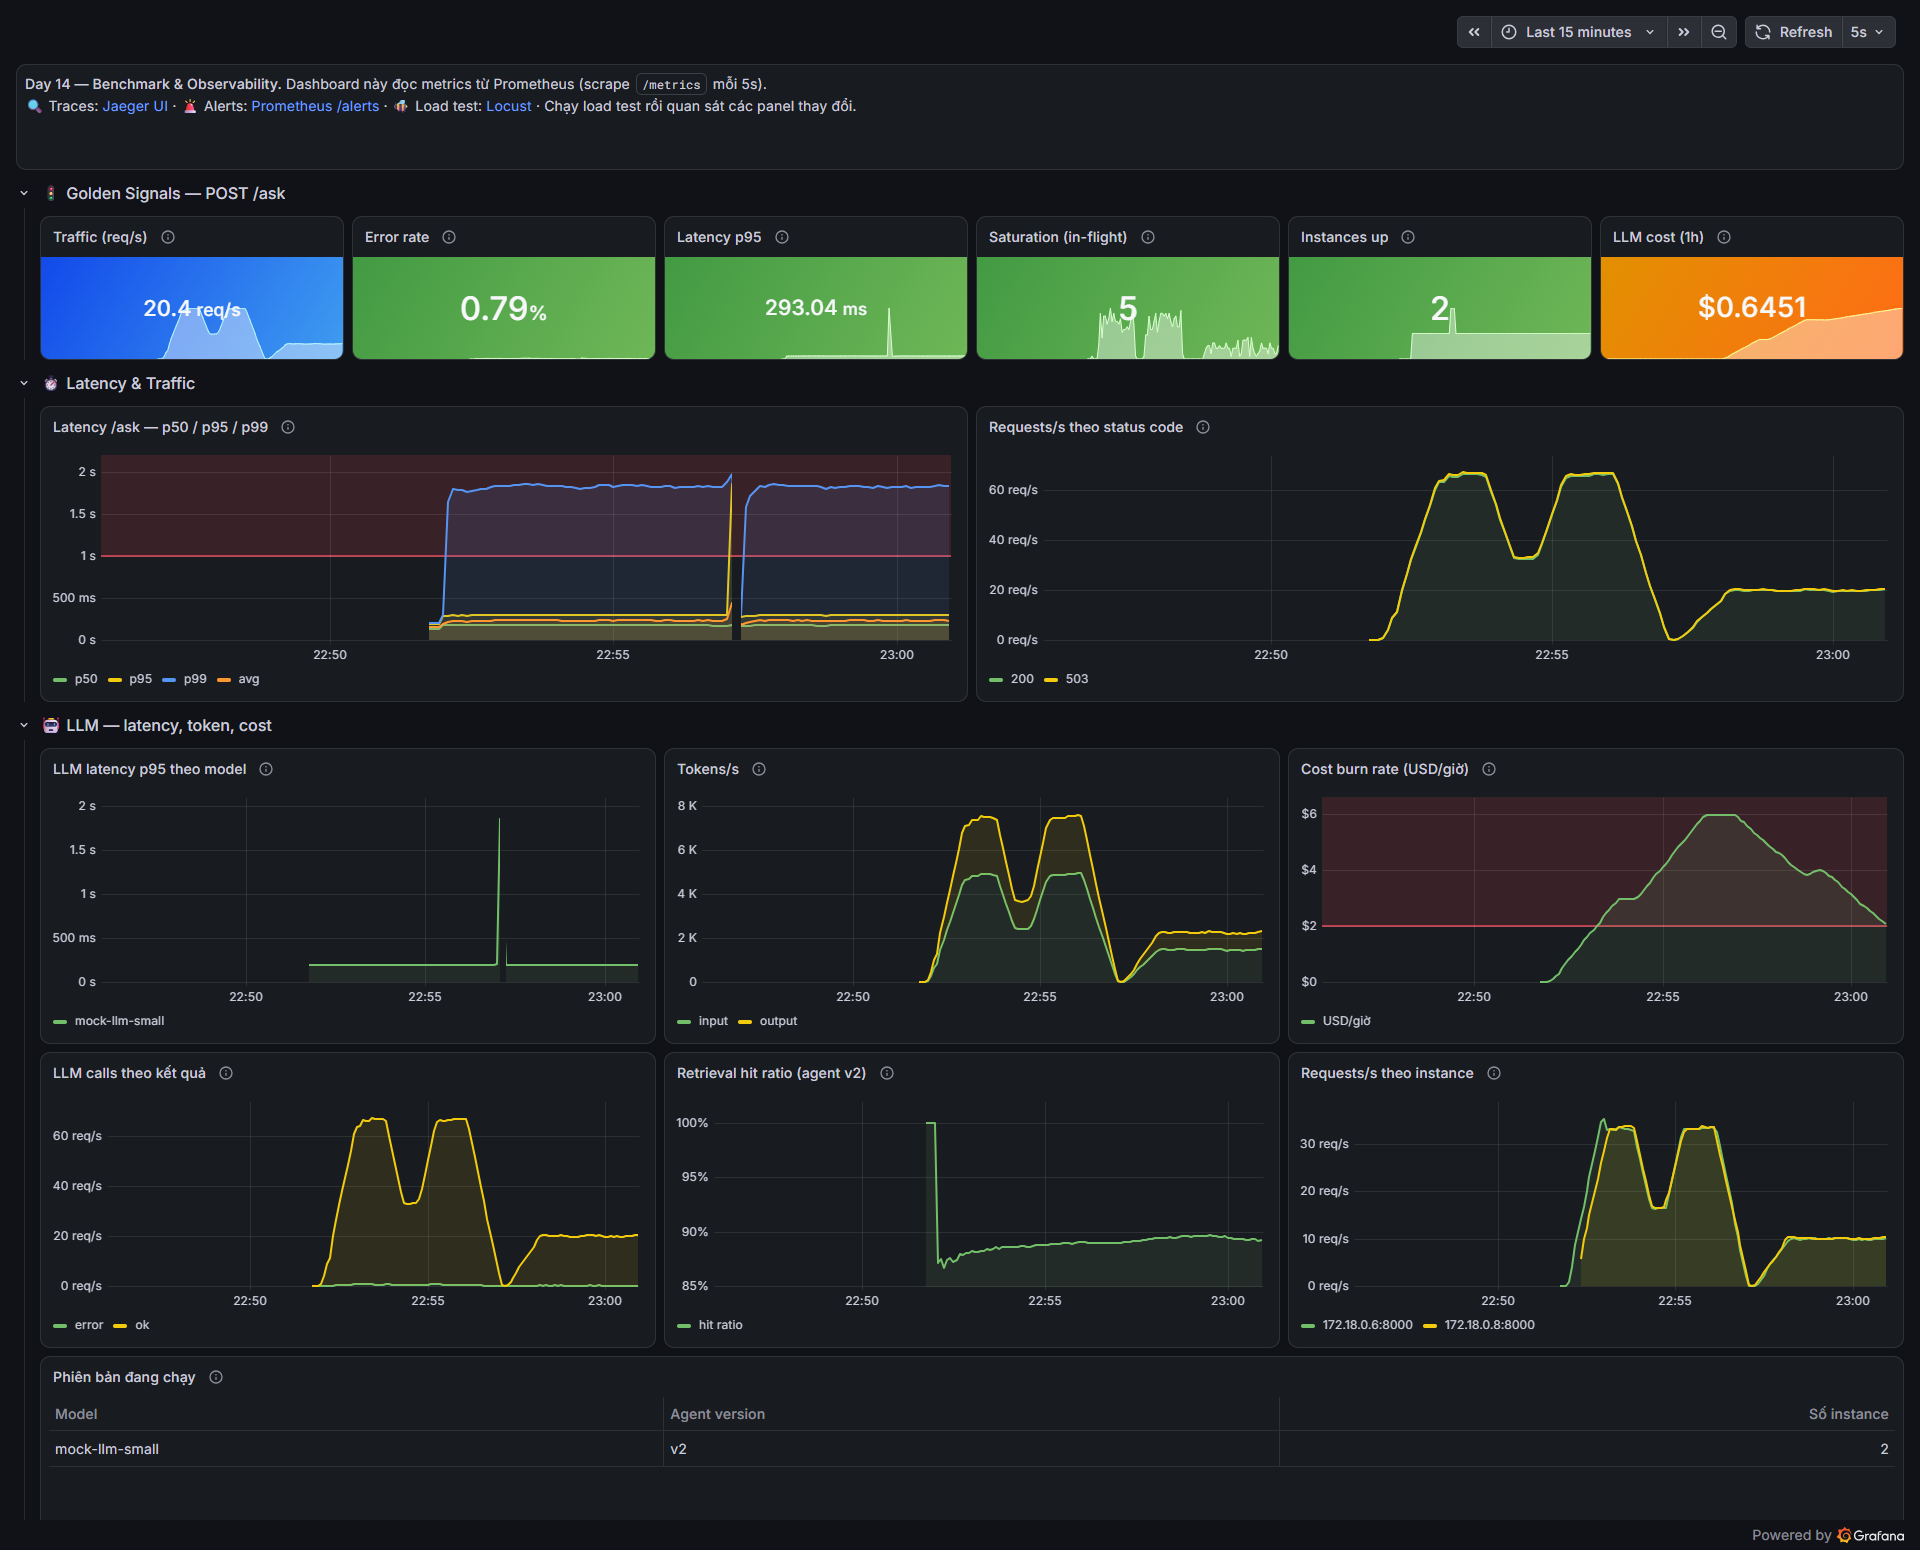 Last 15 minutes
Refresh
5s
Day 14 — Benchmark & Observability. Dashboard này đọc metrics từ Prometheus (scrape /metrics mỗi 5s).
Traces: Jaeger UI · Alerts: Prometheus /alerts · Load test: Locust · Chạy load test rồi quan sát các panel thay đổi.
Golden Signals — POST /ask
Traffic (req/s)
20.4 req/s
Error rate
0.79%
Latency p95
293.04 ms
Saturation (in-flight)
5
Instances up
2
LLM cost (1h)
$0.6451
Latency & Traffic
Latency /ask — p50 / p95 / p99
2 s
1.5 s
1 s
500 ms
0 s
22:50 22:55 23:00
p50 p95 p99 avg
Requests/s theo status code
60 req/s
40 req/s
20 req/s
0 req/s
22:50 22:55 23:00
200 503
LLM — latency, token, cost
LLM latency p95 theo model
2 s
1.5 s
1 s
500 ms
0 s
22:50 22:55 23:00
mock-llm-small
Tokens/s
8 K
6 K
4 K
2 K
0
22:50 22:55 23:00
input output
Cost burn rate (USD/giờ)
$6
$4
$2
$0
22:50 22:55 23:00
USD/giờ
LLM calls theo kết quả
60 req/s
40 req/s
20 req/s
0 req/s
22:50 22:55 23:00
error ok
Retrieval hit ratio (agent v2)
100%
95%
90%
85%
22:50 22:55 23:00
hit ratio
Requests/s theo instance
30 req/s
20 req/s
10 req/s
0 req/s
22:50 22:55 23:00
172.18.0.6:8000 172.18.0.8:8000
Phiên bản đang chạy
Model Agent version Số instance
mock-llm-small v2 2
Powered by Grafana